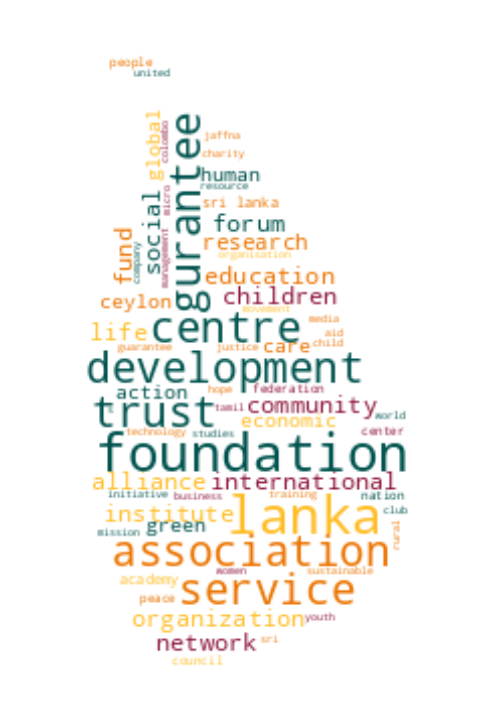 people
united
global
colombo
gurantee
jaffna
charity
human
resource
micro
social
sri lanka
forum
fund
company
management
research
organisation
education
children
ceylon
movement
media
life
centre
aid
guarantee
justice
care
child
development
action
hope
federation
trust
tamil
community
world
economic
technology
studies
center
foundation
alliance
international
initiative
business
training
nation
institute
lanka
club
green
mission
rural
association
women
sustainable
academy
service
peace
organization
youth
network
sri
council